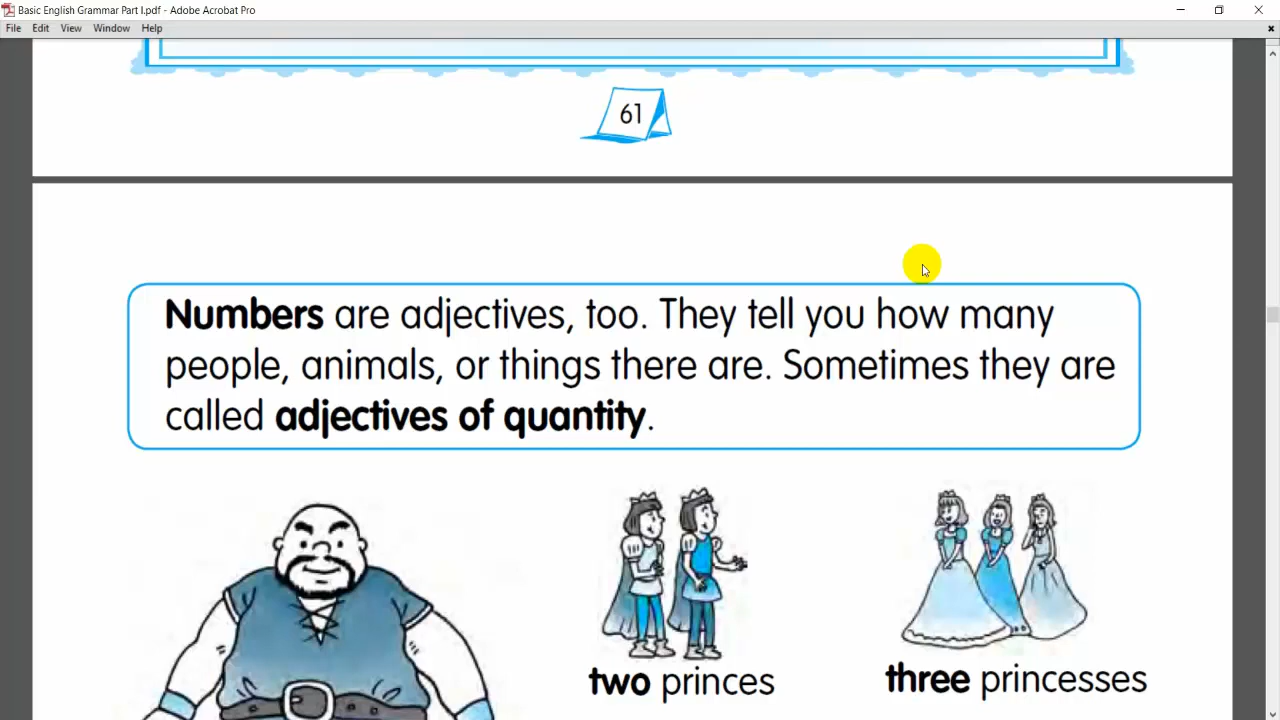 Basic English Grammar Part I.pdf - Adobe Acrobat Pro
File Edit View Window Help
61
Numbers are adjectives, too. They tell you how many
people, animals, or things there are. Sometimes they are
called adjectives of quantity.
two princes
three princesses